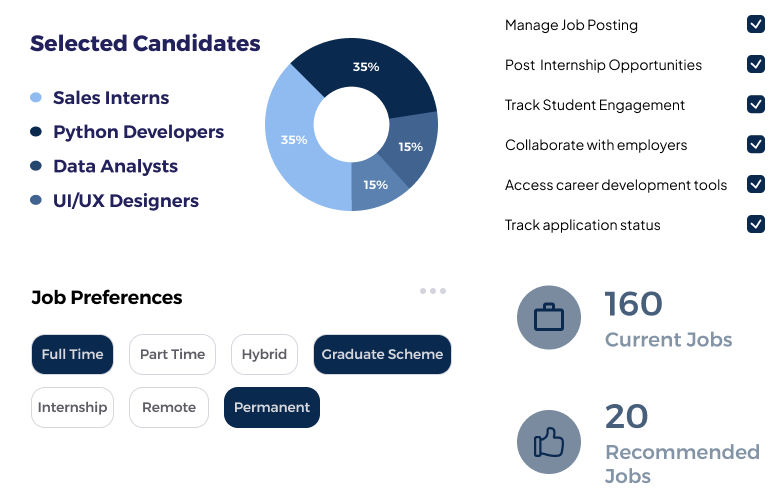 Selected Candidates
Sales Interns
Python Developers
Data Analysts
UI/UX Designers
35%
35%
15%
15%
Manage Job Posting
Post Internship Opportunities
Track Student Engagement
Collaborate with employers
Access career development tools
Track application status
Job Preferences
Full Time
Part Time
Hybrid
Graduate Scheme
Internship
Remote
Permanent
160
Current Jobs
20
Recommended
Jobs